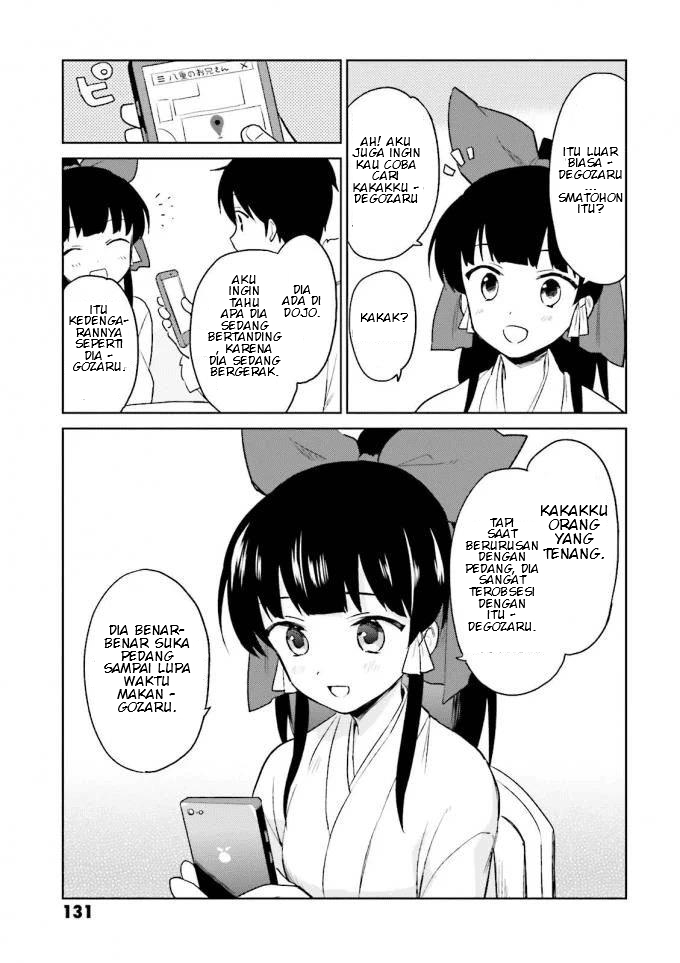 ITU LUAR
BIASA -
DEGOZARU
...
SMATOHON
ITU?
AH! AKU
JUGA INGIN
KAU COBA
CARI
KAKAKKU -
DEGOZARU
KAKAK?
ピ
☰ 八重のお兄さん ×
DIA
ADA DI
DOJO.
AKU
INGIN
TAHU
APA DIA
SEDANG
BERTANDING
, KARENA
DIA SEDANG
BERGERAK.
ITU
KEDENGA-
RANNYA
SEPERTI
DIA -
GOZARU.
KAKAKKU
ORANG
YANG
TENANG.
TAPI
SAAT
BERURUSAN
DENGAN
PEDANG, DIA
SANGAT
TEROBSESI
DENGAN
ITU -
DEGOZARU.
DIA BENAR-
BENAR SUKA
PEDANG
SAMPAI LUPA
WAKTU
MAKAN -
GOZARU.
131